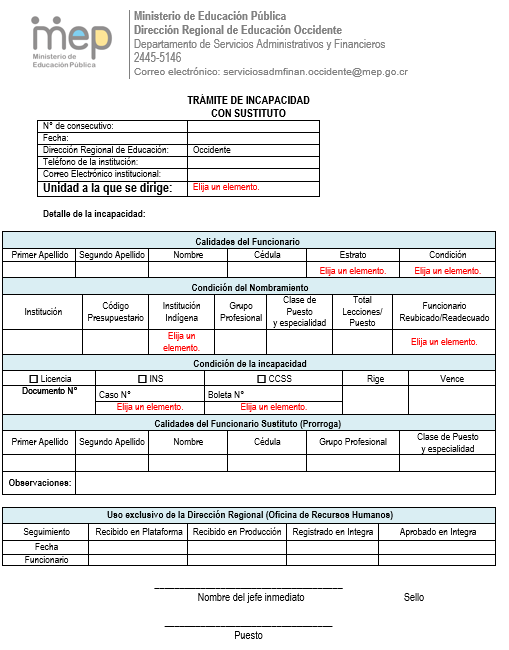 mep
Ministerio de
Educación Pública
Ministerio de Educación Pública
Dirección Regional de Educación Occidente
Departamento de Servicios Administrativos y Financieros
2445-5146
Correo electrónico: serviciosadmfinan.occidente@mep.go.cr
TRÁMITE DE INCAPACIDAD
CON SUSTITUTO
N° de consecutivo:
Fecha:
Dirección Regional de Educación: Occidente
Teléfono de la institución:
Correo Electrónico institucional:
Unidad a la que se dirige: Elija un elemento.
Detalle de la incapacidad:
Calidades del Funcionario
Primer Apellido Segundo Apellido Nombre Cédula Estrato Condición
Elija un elemento. Elija un elemento.
Condición del Nombramiento
Institución Código Presupuestario Institución Indígena Grupo Profesional Clase de Puesto y especialidad Total Lecciones/ Puesto Funcionario Reubicado/Readecuado
Elija un elemento. Elija un elemento.
Condición de la incapacidad
☐ Licencia ☐ INS ☐ CCSS Rige Vence
Documento N° Caso N° Boleta N°
Elija un elemento. Elija un elemento.
Calidades del Funcionario Sustituto (Prorroga)
Primer Apellido Segundo Apellido Nombre Cédula Grupo Profesional Clase de Puesto y especialidad
Observaciones:
Uso exclusivo de la Dirección Regional (Oficina de Recursos Humanos)
Seguimiento Recibido en Plataforma Recibido en Producción Registrado en Integra Aprobado en Integra
Fecha
Funcionario
Nombre del jefe inmediato Sello
Puesto